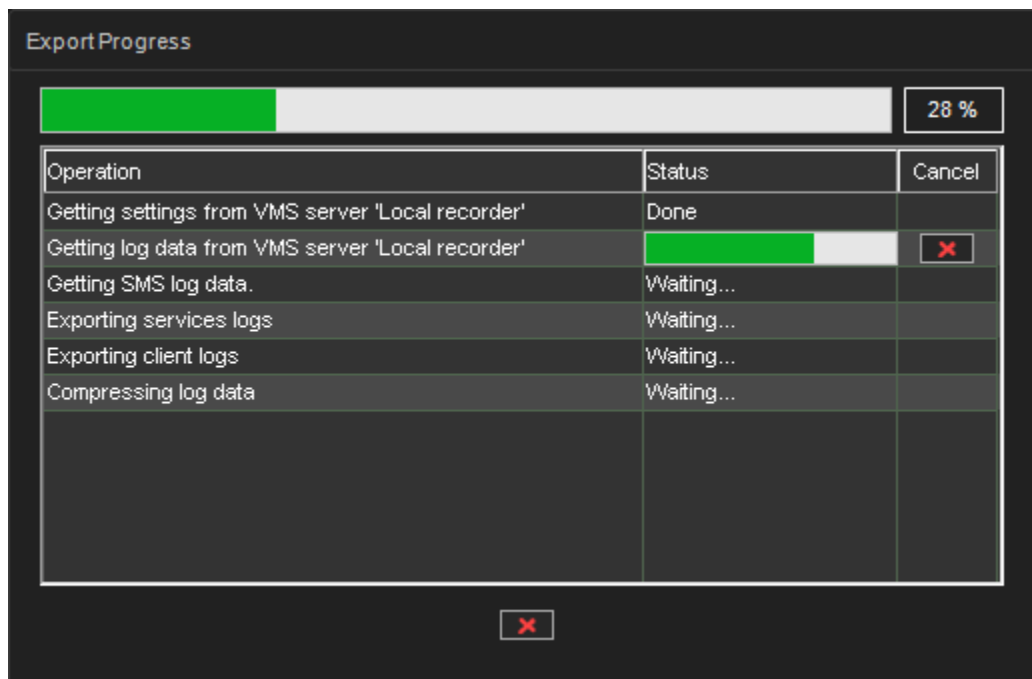 Export Progress
28 %
Operation Status Cancel
Getting settings from VMS server 'Local recorder' Done
Getting log data from VMS server 'Local recorder'
Getting SMS log data. Waiting...
Exporting services logs Waiting...
Exporting client logs Waiting...
Compressing log data Waiting...